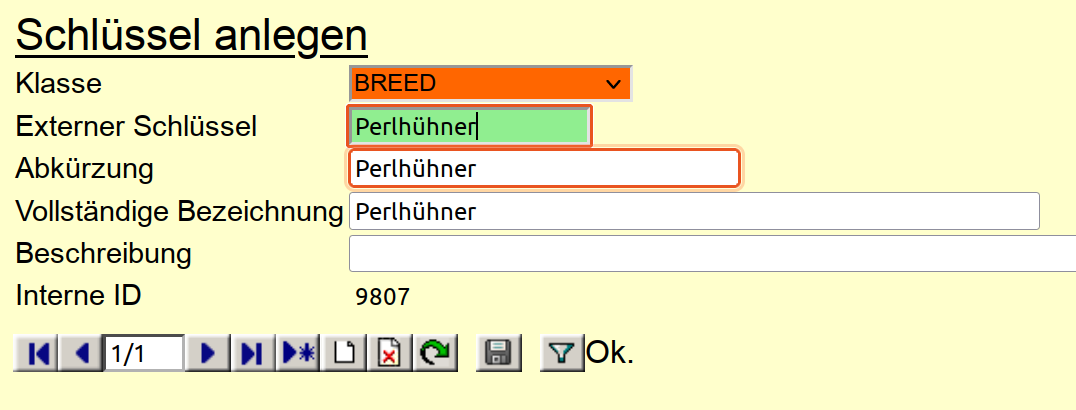 Schlüssel anlegen
Klasse BREED
Externer Schlüssel Perlhühner
Abkürzung Perlhühner
Vollständige Bezeichnung Perlhühner
Beschreibung
Interne ID 9807
1/1 Ok.